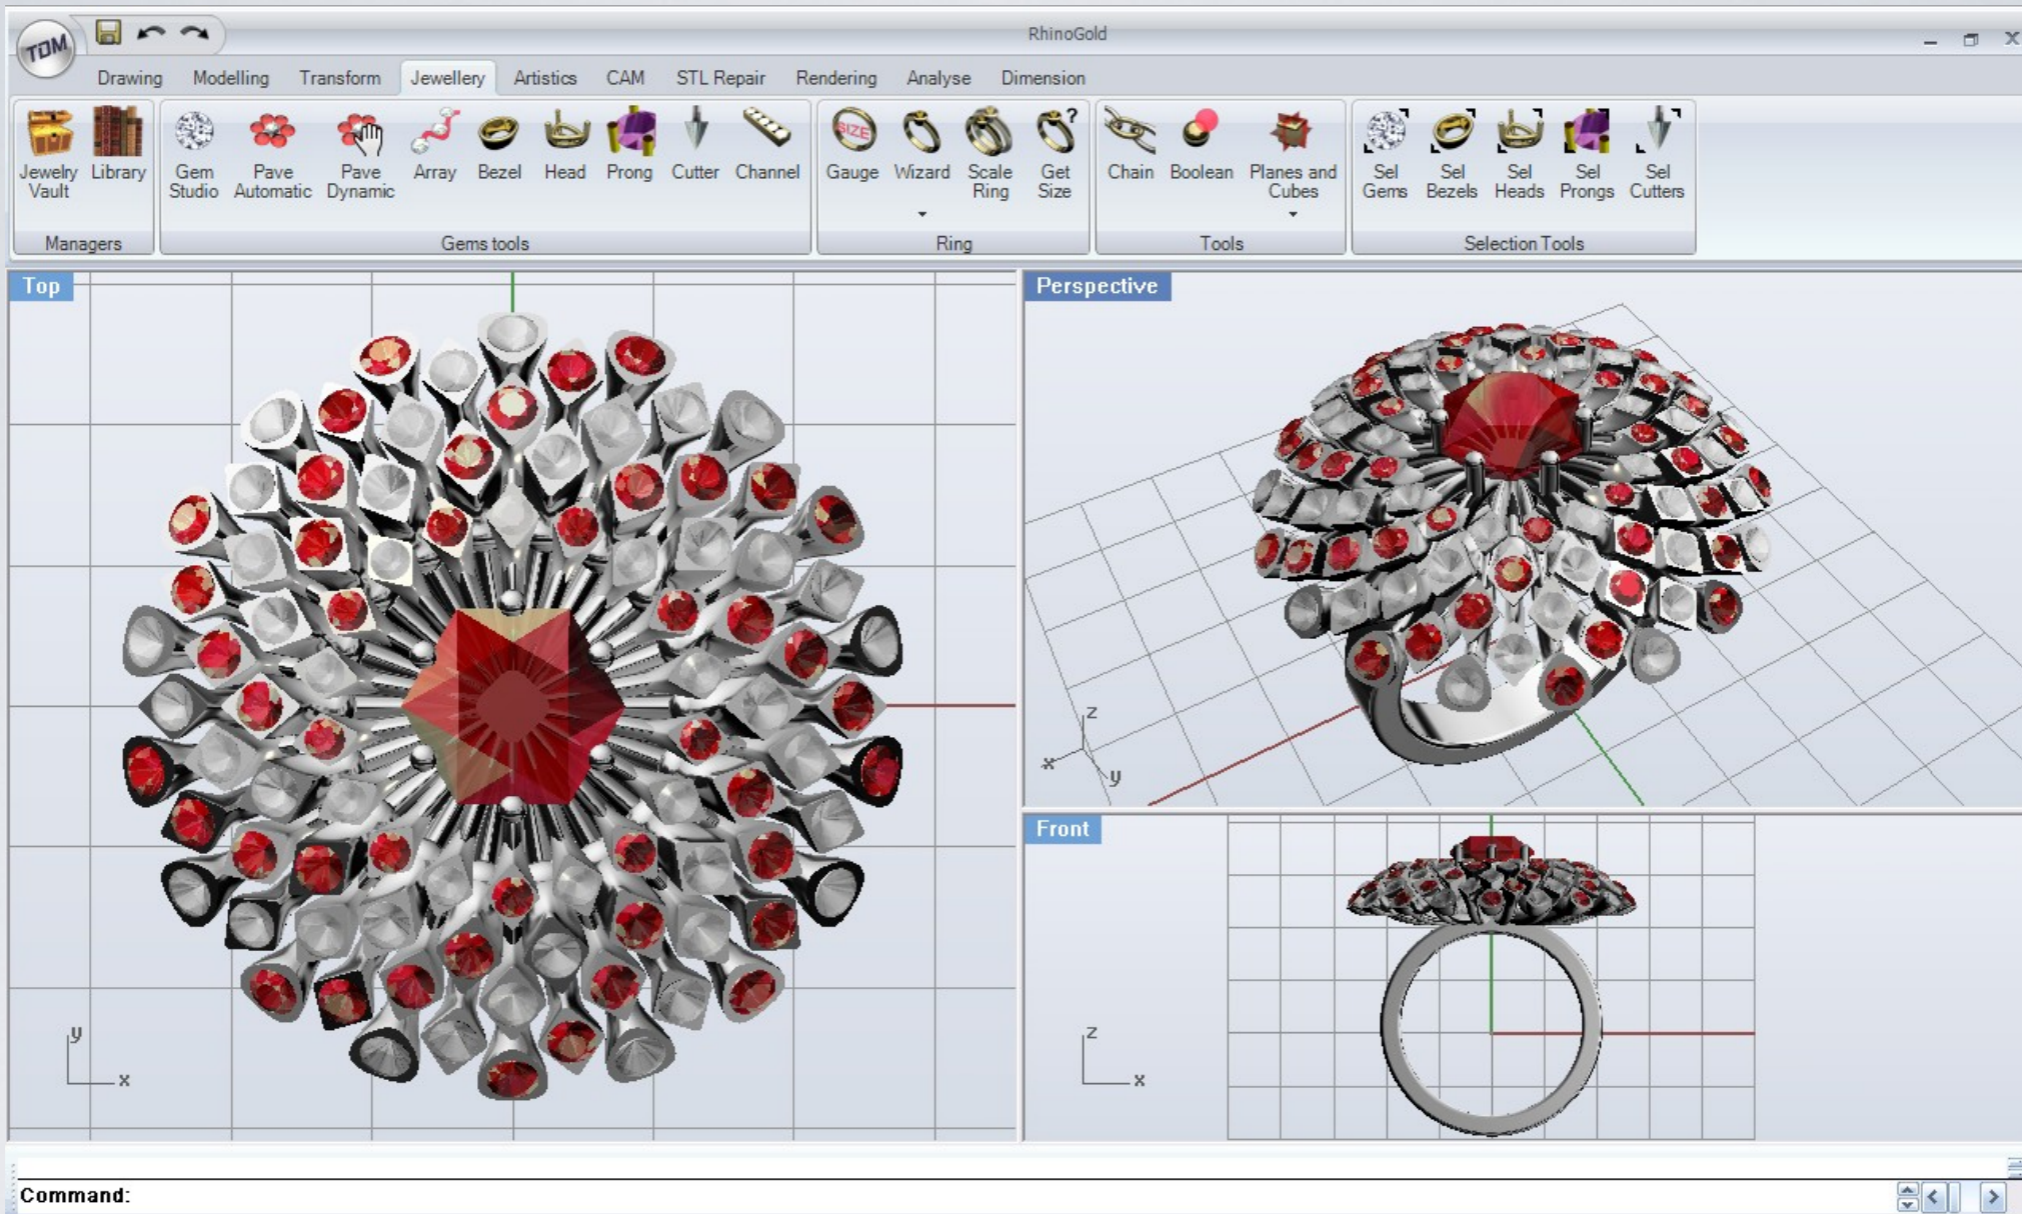 RhinoGold
TDM
Drawing Modelling Transform Jewellery Artistics CAM STL Repair Rendering Analyse Dimension
SIZE ?
Jewelry Library Gem Pave Pave Array Bezel Head Prong Cutter Channel Gauge Wizard Scale Get Chain Boolean Planes and Sel Sel Sel Sel Sel
Vault Studio Automatic Dynamic Ring Size Cubes Gems Bezels Heads Prongs Cutters
Managers Gems tools Ring Tools Selection Tools
Top
Perspective
z
x
y
Front
y
x
z
x
Command: